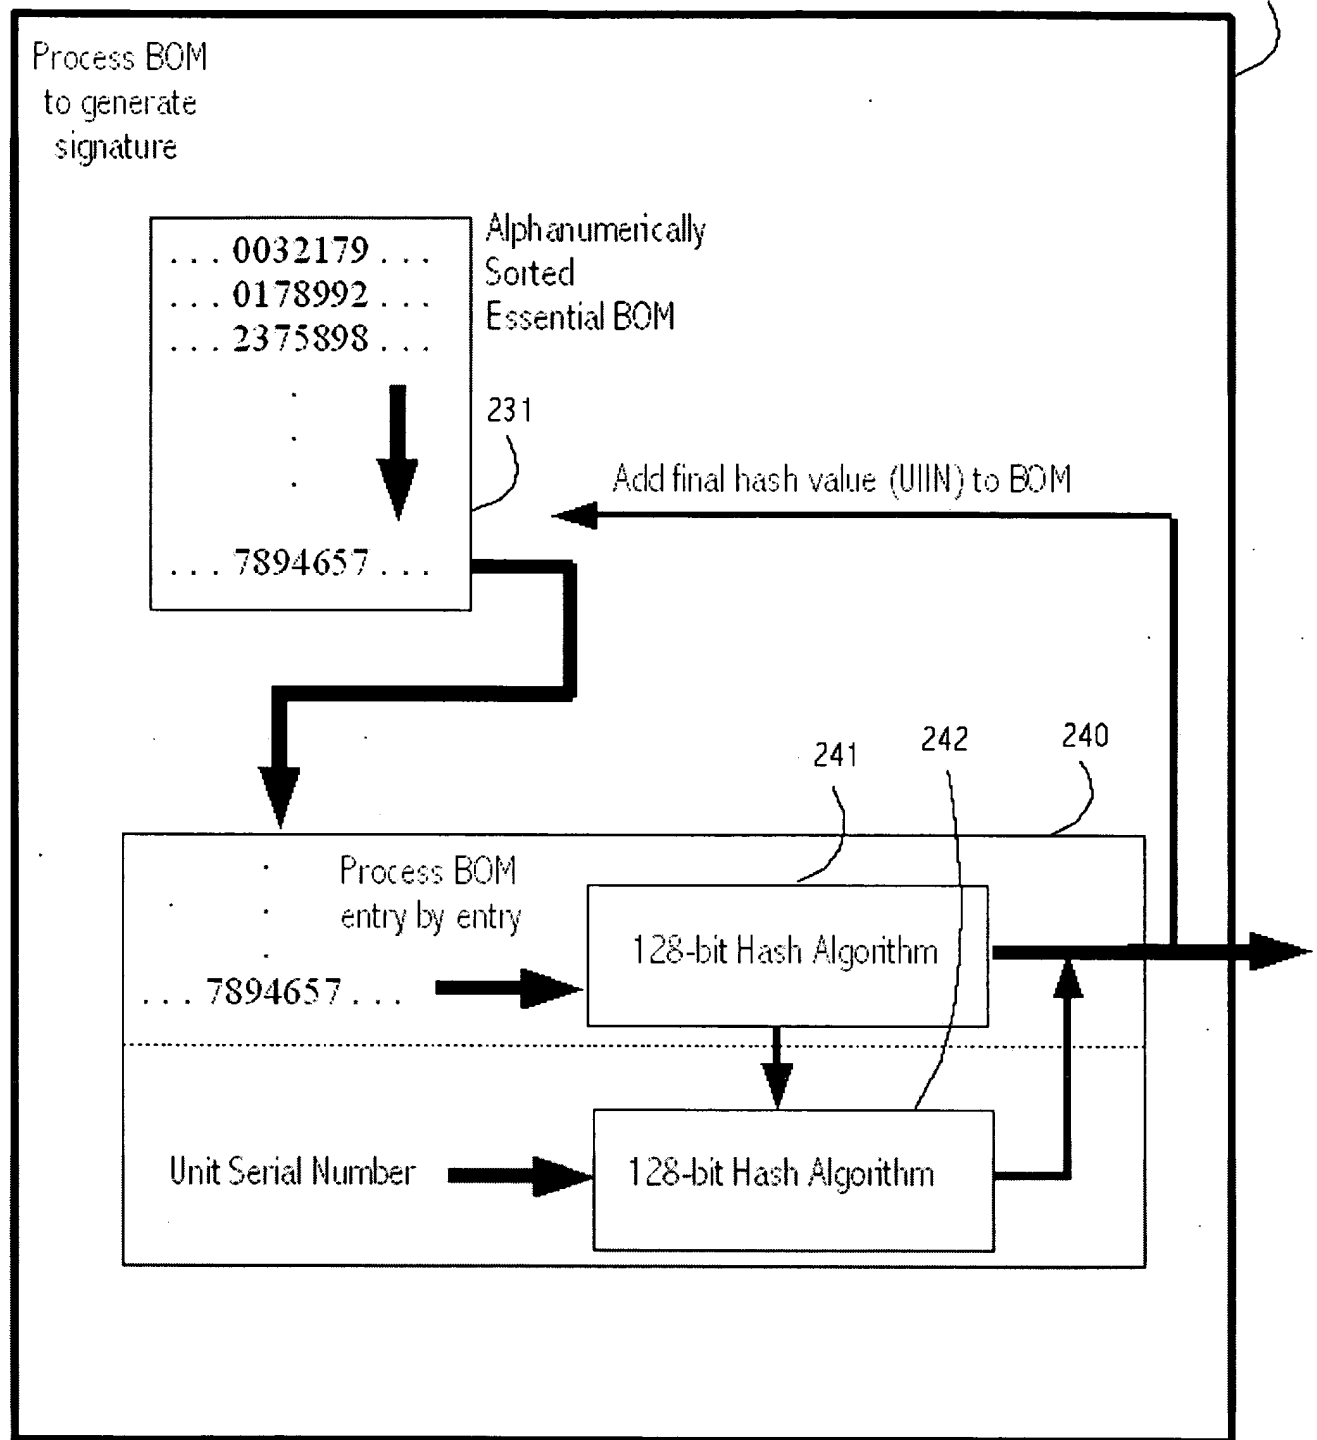 Process BOM
to generate
signature
... 0032179 ...
... 0178992 ...
... 2375898 ...
.
.
.
... 7894657 ...
Alphanumerically
Sorted
Essential BOM
231
Add final hash value (UIIN) to BOM
241
242
240
.
.
.
Process BOM
entry by entry
... 7894657 ...
128-bit Hash Algorithm
Unit Serial Number
128-bit Hash Algorithm